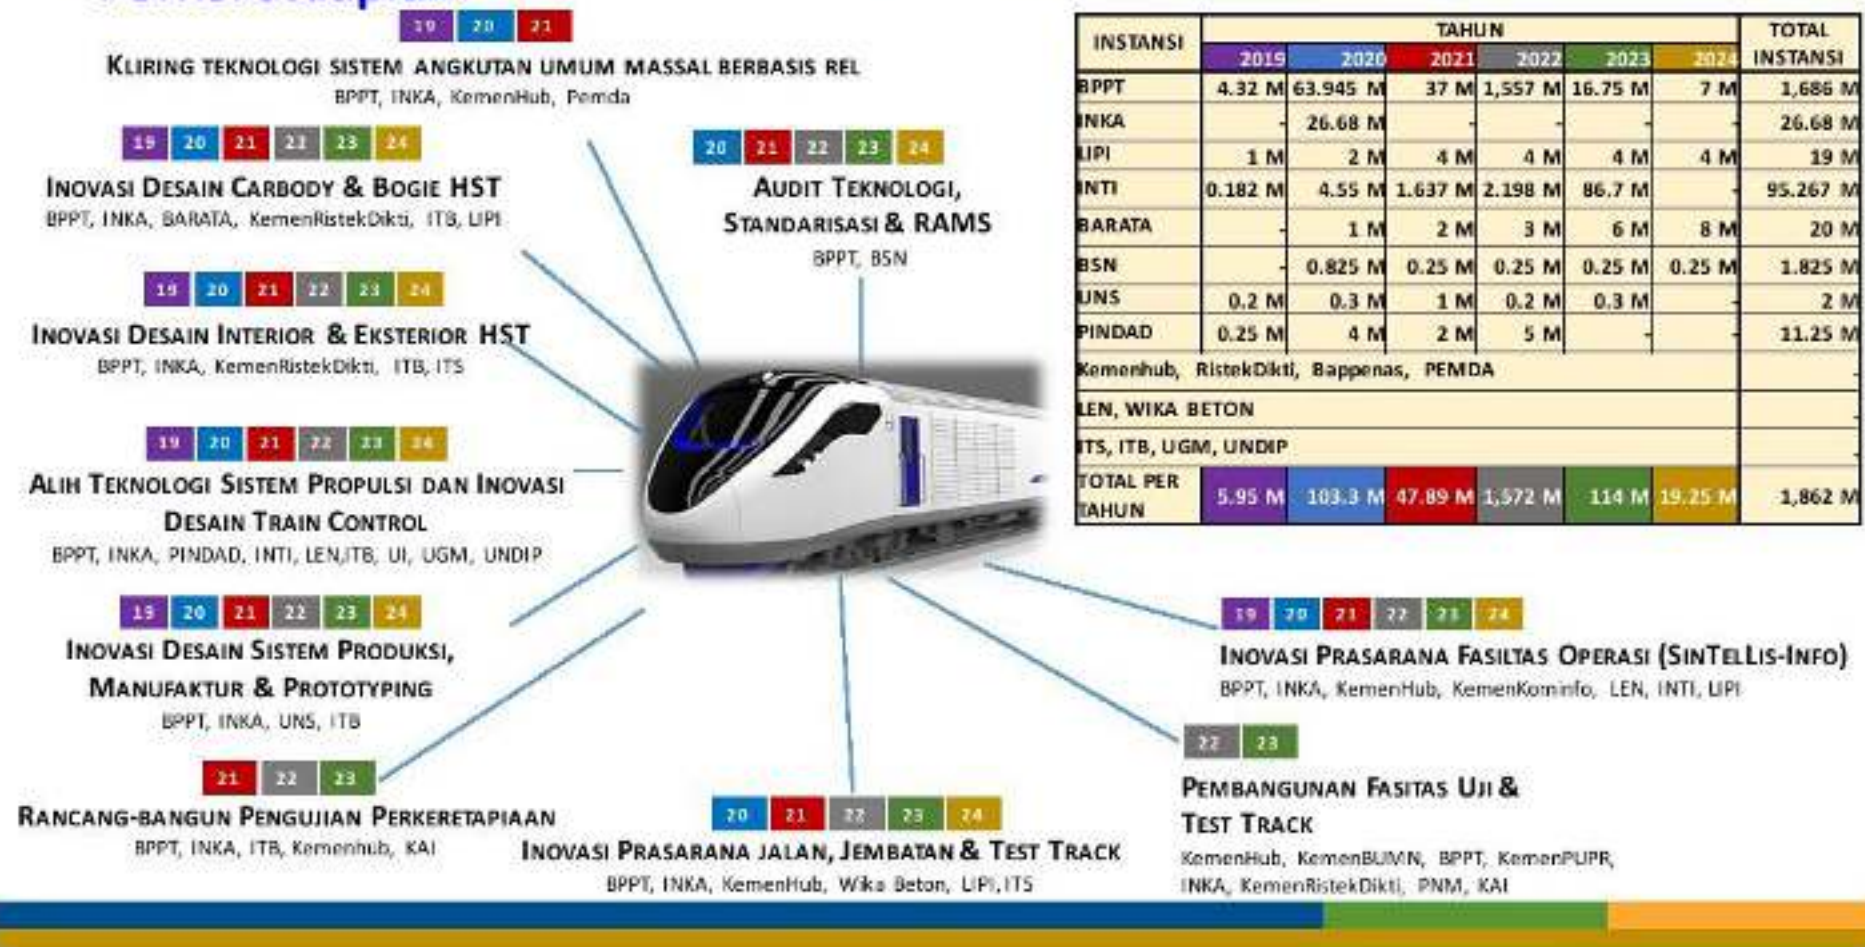 19 20 21
KLIRING TEKNOLOGI SISTEM ANGKUTAN UMUM MASSAL BERBASIS REL
BPPT, INKA, KemenHub, Pemda
19 20 21 22 23 24
INOVASI DESAIN CARBODY & BOGIE HST
BPPT, INKA, BARATA, KemenRistekDikti, ITB, LIPI
20 21 22 23 24
AUDIT TEKNOLOGI,
STANDARISASI & RAMS
BPPT, BSN
19 20 21 22 23 24
INOVASI DESAIN INTERIOR & EKSTERIOR HST
BPPT, INKA, KemenRistekDikti, ITB, ITS
19 20 21 22 23 24
ALIH TEKNOLOGI SISTEM PROPULSI DAN INOVASI
DESAIN TRAIN CONTROL
BPPT, INKA, PINDAD, INTI, LEN,ITB, UI, UGM, UNDIP
19 20 21 22 23 24
INOVASI DESAIN SISTEM PRODUKSI,
MANUFAKTUR & PROTOTYPING
BPPT, INKA, UNS, ITB
21 22 23
RANCANG-BANGUN PENGUJIAN PERKERETAPIAAN
BPPT, INKA, ITB, Kemenhub, KAI
20 21 22 23 24
INOVASI PRASARANA JALAN, JEMBATAN & TEST TRACK
BPPT, INKA, KemenHub, Wika Beton, LIPI, ITS
INSTANSI TAHUN TOTAL
2019 2020 2021 2022 2023 2024 INSTANSI
BPPT 4.32 M 63.945 M 37 M 1,557 M 16.75 M 7 M 1,686 M
INKA - 26.68 M - - - - 26.68 M
LIPI 1 M 2 M 4 M 4 M 4 M 4 M 19 M
INTI 0.182 M 4.55 M 1.637 M 2.198 M 86.7 M - 95.267 M
BARATA - 1 M 2 M 3 M 6 M 8 M 20 M
BSN - 0.825 M 0.25 M 0.25 M 0.25 M 0.25 M 1.825 M
UNS 0.2 M 0.3 M 1 M 0.2 M 0.3 M - 2 M
PINDAD 0.25 M 4 M 2 M 5 M - - 11.25 M
Kemenhub, RistekDikti, Bappenas, PEMDA -
LEN, WIKA BETON -
ITS, ITB, UGM, UNDIP -
TOTAL PER
TAHUN 5.95 M 103.3 M 47.89 M 1,572 M 114 M 19.25 M 1,862 M
19 20 21 22 23 24
INOVASI PRASARANA FASILTAS OPERASI (SINTELLIS-INFO)
BPPT, INKA, KemenHub, KemenKominfo, LEN, INTI, LIPI
22 23
PEMBANGUNAN FASITAS UJI &
TEST TRACK
KemenHub, KemenBUMN, BPPT, KemenPUPR,
INKA, KemenRistekDikti, PNM, KAI